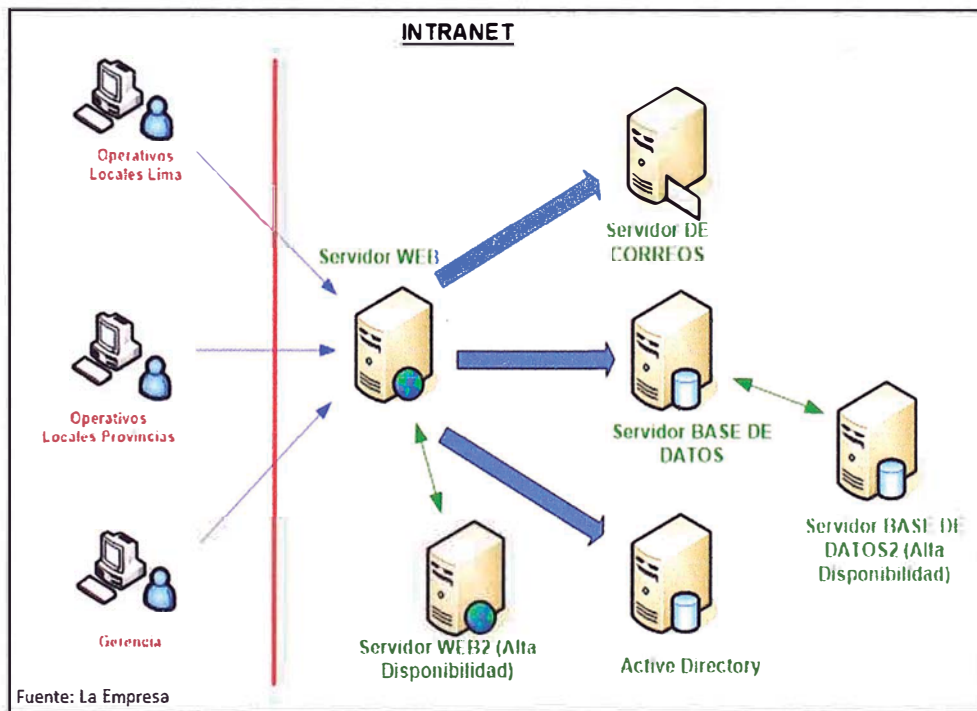 INTRANET
Operativos
Locales Lima
Servidor WEB
Servidor DE
CORREOS
Operativos
Locales Provincias
Servidor BASE DE
DATOS
Servidor BASE DE
DATOS2 (Alta
Disponibilidad)
Gerencia
Servidor WEB2 (Alta
Disponibilidad)
Active Directory
Fuente: La Empresa